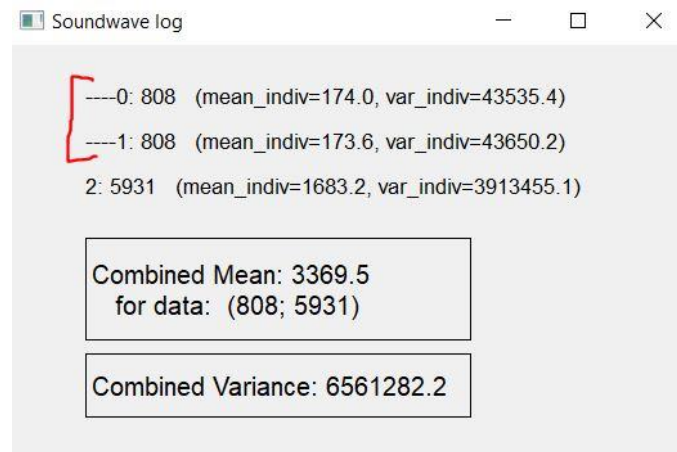 Soundwave log
----0: 808 (mean_indiv=174.0, var_indiv=43535.4)
----1: 808 (mean_indiv=173.6, var_indiv=43650.2)
2: 5931 (mean_indiv=1683.2, var_indiv=3913455.1)
Combined Mean: 3369.5
for data: (808; 5931)
Combined Variance: 6561282.2